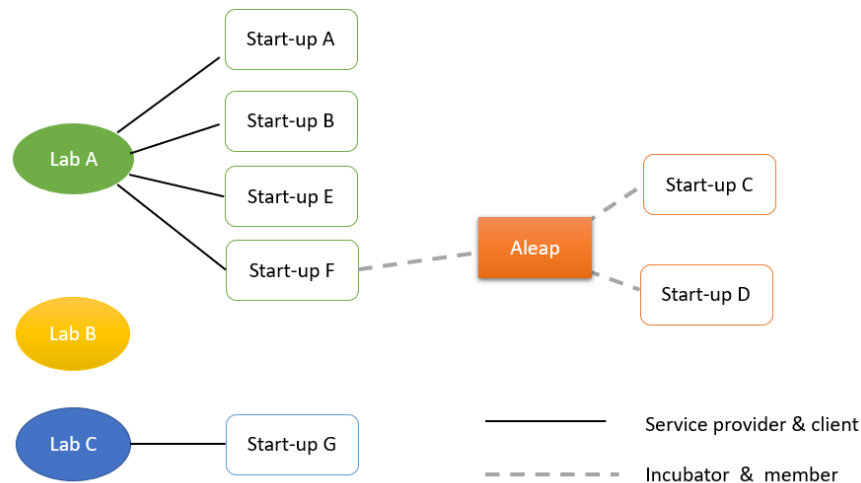 Start-up A
Start-up B
Lab A
Start-up E
Start-up F
Aleap
Start-up C
Start-up D
Lab B
Lab C
Start-up G
Service provider & client
Incubator & member